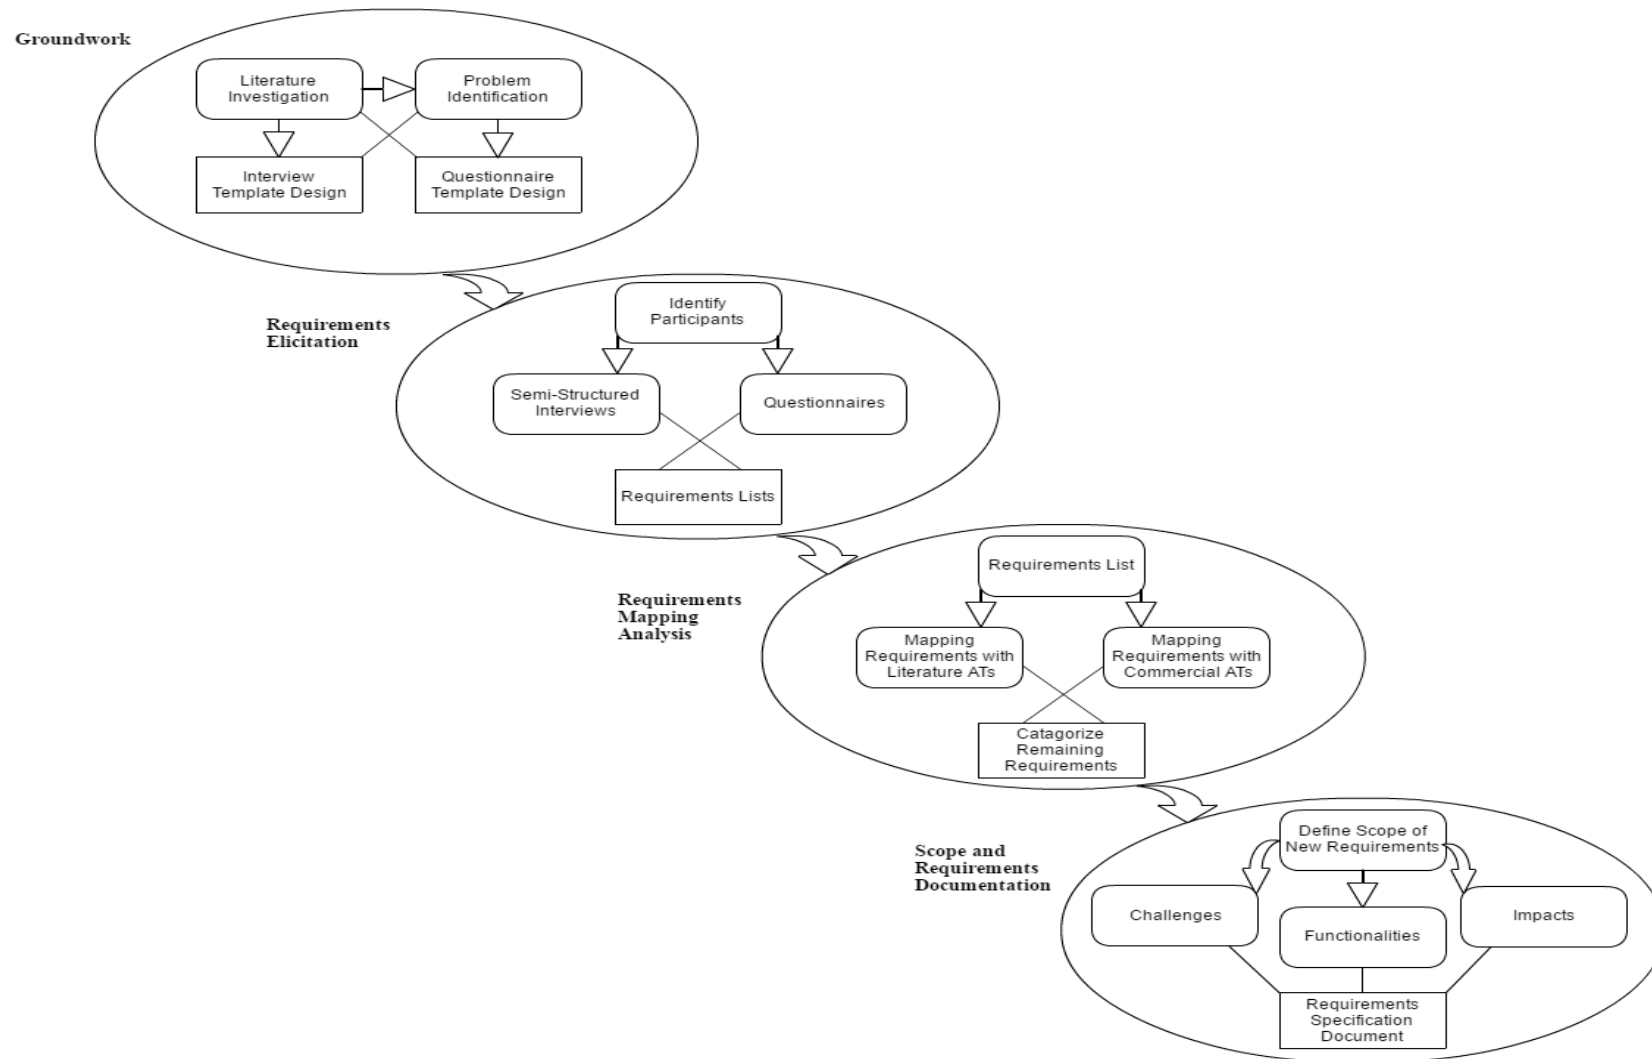 Groundwork
Literature
Investigation
Problem
Identification
Interview
Template Design
Questionnaire
Template Design
Requirements
Elicitation
Identify
Participants
Semi-Structured
Interviews
Questionnaires
Requirements Lists
Requirements
Mapping
Analysis
Requirements List
Mapping
Requirements with
Literature ATs
Mapping
Requirements with
Commercial ATs
Catagorize
Remaining
Requirements
Scope and
Requirements
Documentation
Define Scope of
New Requirements
Challenges
Functionalities
Impacts
Requirements
Specification
Document